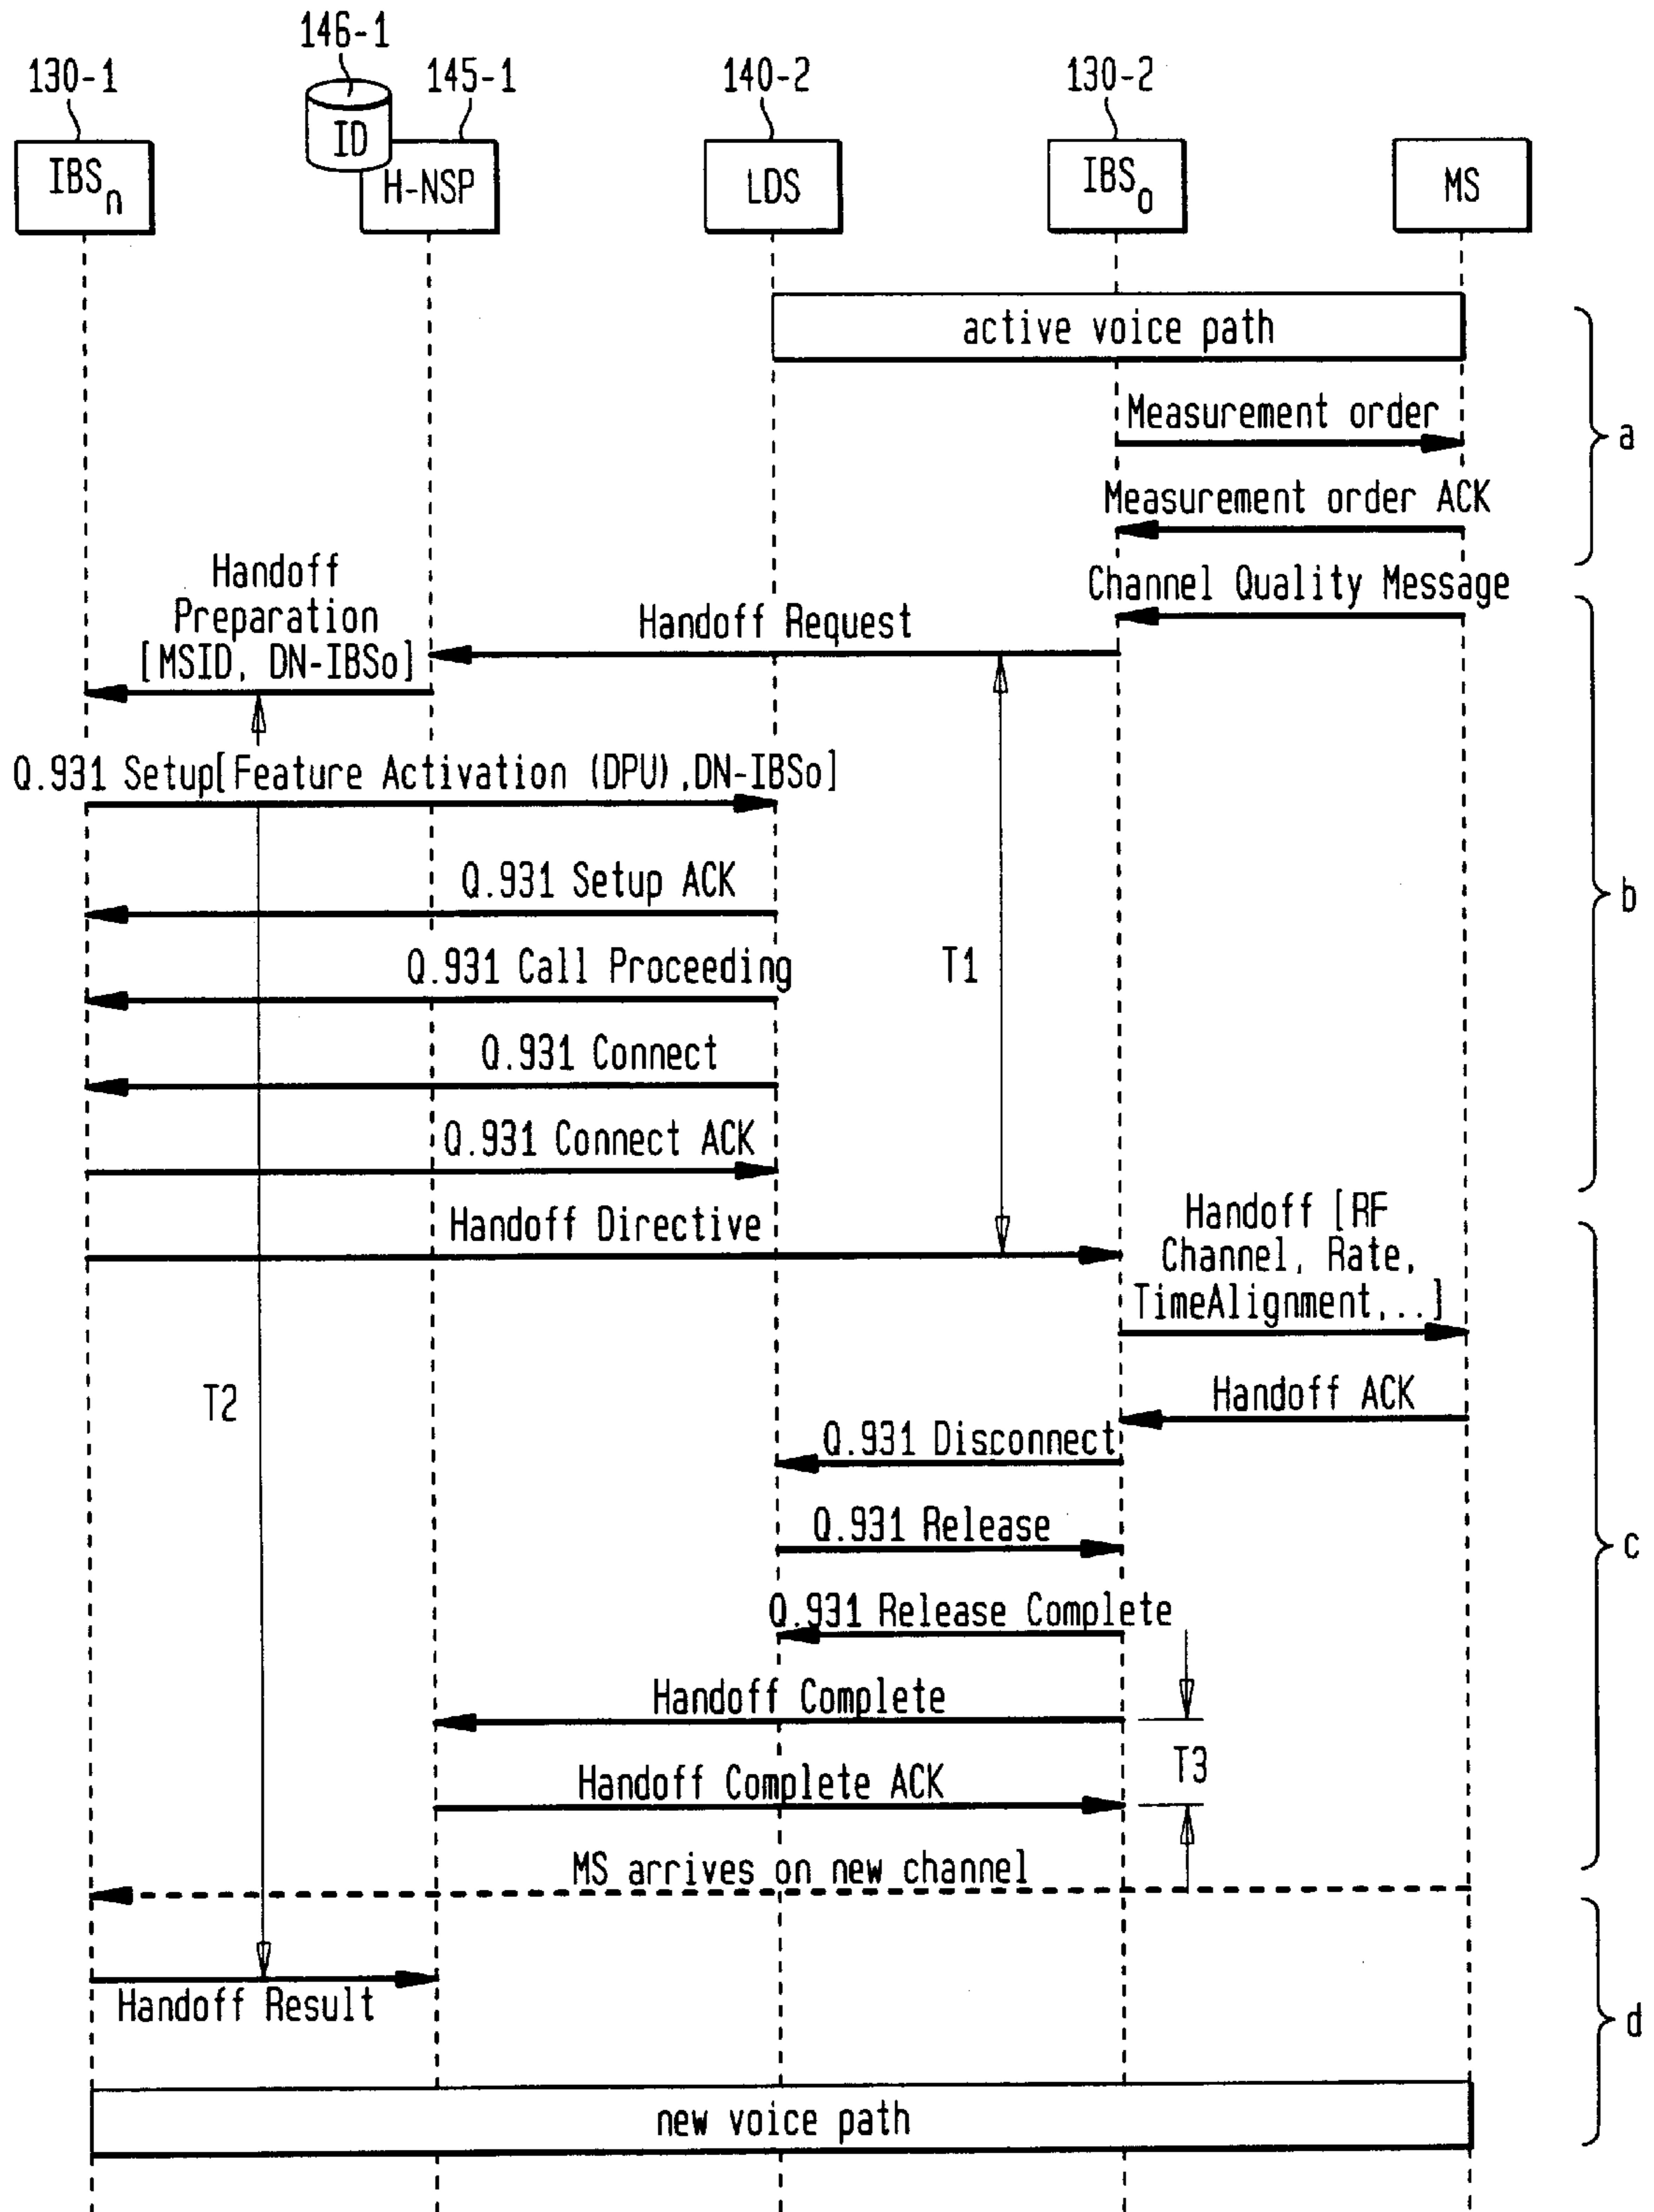 146-1
130-1
145-1
140-2
130-2
ID
IBSn
H-NSP
LDS
IBSo
MS
active voice path
Measurement order
a
Measurement order ACK
Handoff
Preparation
[MSID, DN-IBSo]
Channel Quality Message
Handoff Request
Q.931 Setup[Feature Activation (DPU),DN-IBSo]
Q.931 Setup ACK
b
Q.931 Call Proceeding
T1
Q.931 Connect
Q.931 Connect ACK
Handoff Directive
Handoff [RF
Channel, Rate,
TimeAlignment,..]
T2
Handoff ACK
Q.931 Disconnect
Q.931 Release
c
Q.931 Release Complete
Handoff Complete
T3
Handoff Complete ACK
MS arrives on new channel
Handoff Result
d
new voice path